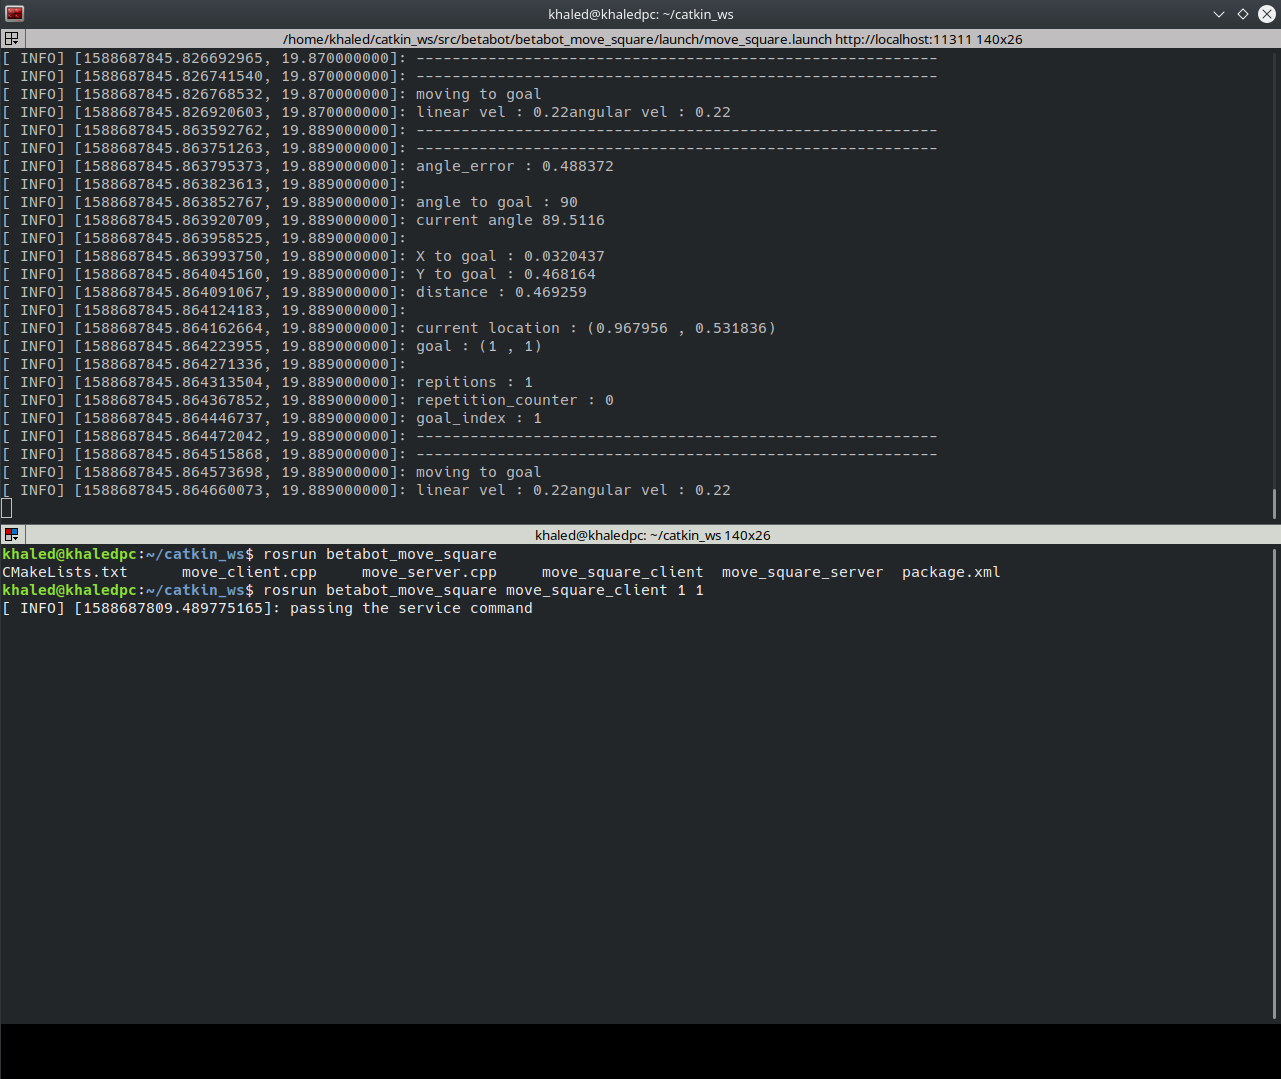 khaled@khaledpc: ~/catkin_ws
/home/khaled/catkin_ws/src/betabot/betabot_move_square/launch/move_square.launch http://localhost:11311 140x26
[ INFO] [1588687845.826692965, 19.870000000]: ----------------------------------------------------------
[ INFO] [1588687845.826741540, 19.870000000]: ----------------------------------------------------------
[ INFO] [1588687845.826768532, 19.870000000]: moving to goal
[ INFO] [1588687845.826920603, 19.870000000]: linear vel : 0.22angular vel : 0.22
[ INFO] [1588687845.863592762, 19.889000000]: ----------------------------------------------------------
[ INFO] [1588687845.863751263, 19.889000000]: ----------------------------------------------------------
[ INFO] [1588687845.863795373, 19.889000000]: angle_error : 0.488372
[ INFO] [1588687845.863823613, 19.889000000]:
[ INFO] [1588687845.863852767, 19.889000000]: angle to goal : 90
[ INFO] [1588687845.863920709, 19.889000000]: current angle 89.5116
[ INFO] [1588687845.863958525, 19.889000000]:
[ INFO] [1588687845.863993750, 19.889000000]: X to goal : 0.0320437
[ INFO] [1588687845.864045160, 19.889000000]: Y to goal : 0.468164
[ INFO] [1588687845.864091067, 19.889000000]: distance : 0.469259
[ INFO] [1588687845.864124183, 19.889000000]:
[ INFO] [1588687845.864162664, 19.889000000]: current location : (0.967956 , 0.531836)
[ INFO] [1588687845.864223955, 19.889000000]: goal : (1 , 1)
[ INFO] [1588687845.864271336, 19.889000000]:
[ INFO] [1588687845.864313504, 19.889000000]: repitions : 1
[ INFO] [1588687845.864367852, 19.889000000]: repetition_counter : 0
[ INFO] [1588687845.864446737, 19.889000000]: goal_index : 1
[ INFO] [1588687845.864472042, 19.889000000]: ----------------------------------------------------------
[ INFO] [1588687845.864515868, 19.889000000]: ----------------------------------------------------------
[ INFO] [1588687845.864573698, 19.889000000]: moving to goal
[ INFO] [1588687845.864660073, 19.889000000]: linear vel : 0.22angular vel : 0.22
khaled@khaledpc: ~/catkin_ws 140x26
khaled@khaledpc:~/catkin_ws$ rosrun betabot_move_square
CMakeLists.txt      move_client.cpp     move_server.cpp     move_square_client  move_square_server  package.xml
khaled@khaledpc:~/catkin_ws$ rosrun betabot_move_square move_square_client 1 1
[ INFO] [1588687809.489775165]: passing the service command